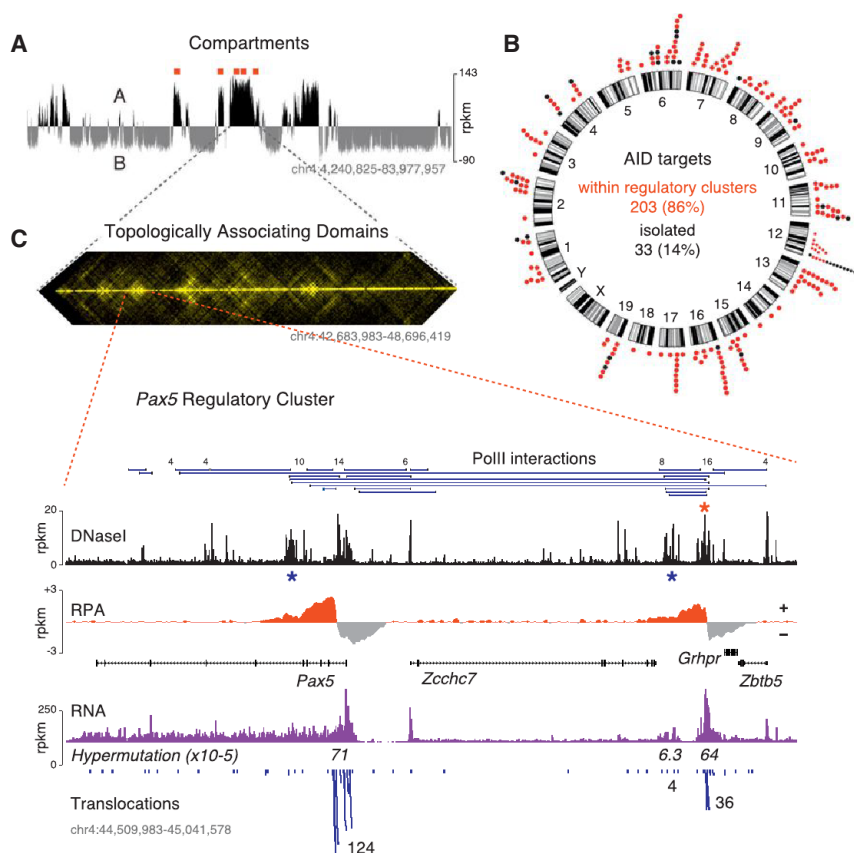 A
Compartments
143
rpkm
-90
A
B
chr4:4,240,825-83,977,957
B
1
2
3
4
5
6
7
8
9
10
11
12
13
14
15
16
17
18
19
X
Y
AID targets
within regulatory clusters
203 (86%)
isolated
33 (14%)
C
Topologically Associating Domains
chr4:42,683,983-48,696,419
Pax5 Regulatory Cluster
PolII interactions
4 4 10 14 6 8 16 4
20
DNaseI
rpkm
0
*
* *
+3
RPA
rpkm
-3
+
−
Pax5 Zcchc7 Grhpr Zbtb5
RNA
250
rpkm
0
Hypermutation (x10-5) 71 6.3 64
4 36
Translocations
chr4:44,509,983-45,041,578
124